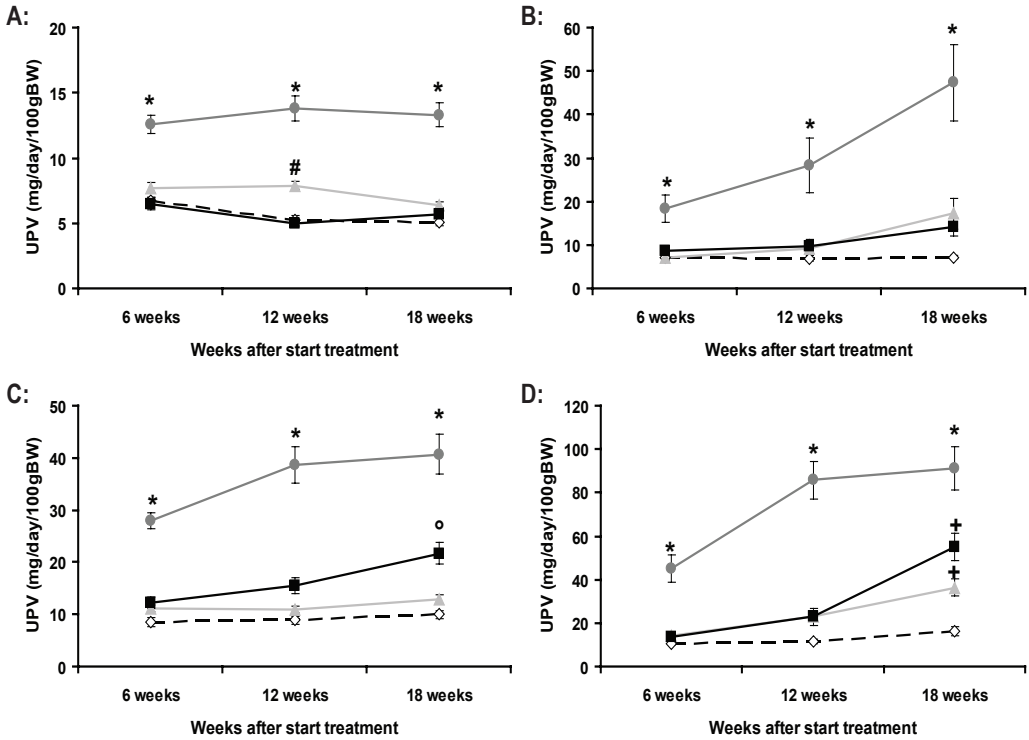 A:
B:
20
15
10
5
0
UPV (mg/day/100gBW)
* * *
#
6 weeks 12 weeks 18 weeks
Weeks after start treatment
60
50
40
30
20
10
0
UPV (mg/day/100gBW)
* * *
6 weeks 12 weeks 18 weeks
Weeks after start treatment
C:
D:
50
40
30
20
10
0
UPV (mg/day/100gBW)
* * *
°
6 weeks 12 weeks 18 weeks
Weeks after start treatment
120
100
80
60
40
20
0
UPV (mg/day/100gBW)
* * *
+
+
6 weeks 12 weeks 18 weeks
Weeks after start treatment